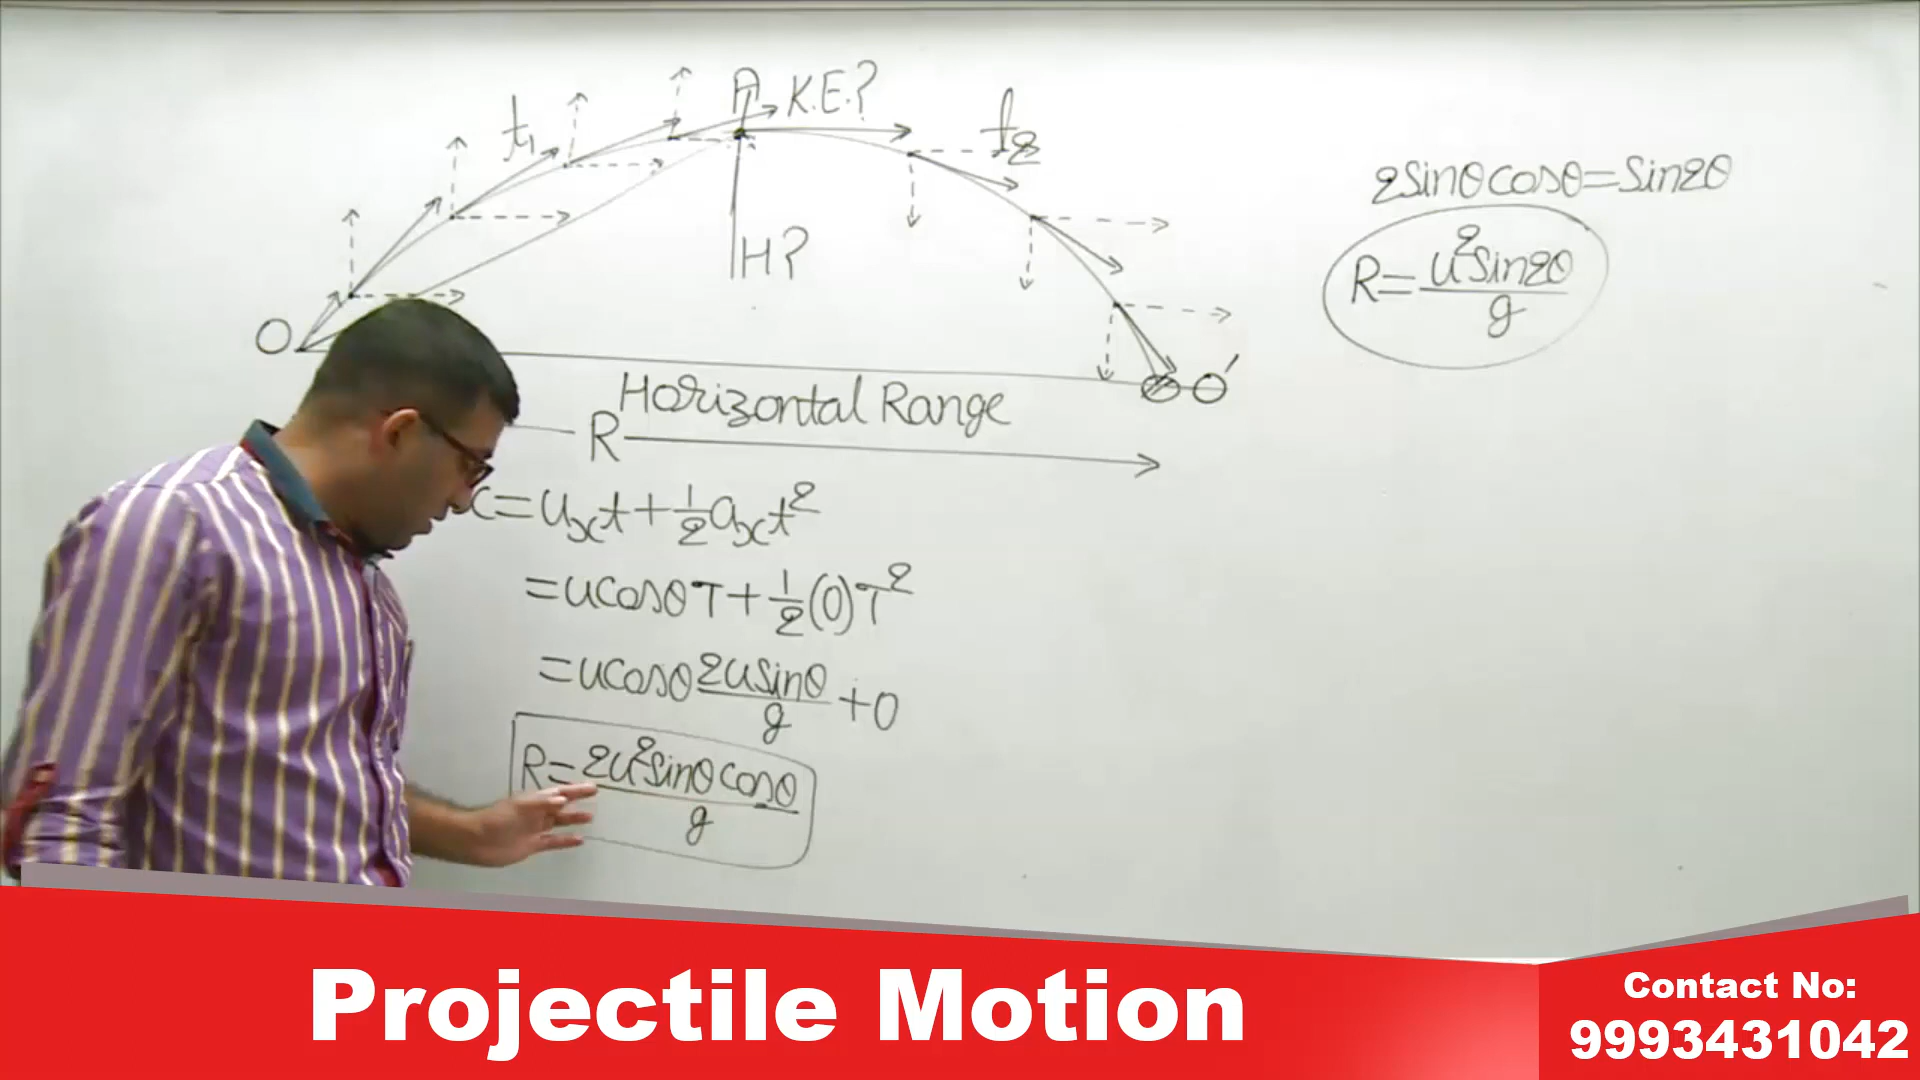 A K.E.?
t₁
t₂
H?
O
O′
Horizontal Range
R
2sinθcosθ=sin2θ
R=u²sin2θ/g
x=uₓt+½aₓt²
=ucosθT+½(0)T²
=ucosθ 2usinθ/g +0
R=2u²sinθcosθ/g
Projectile Motion
Contact No:
9993431042